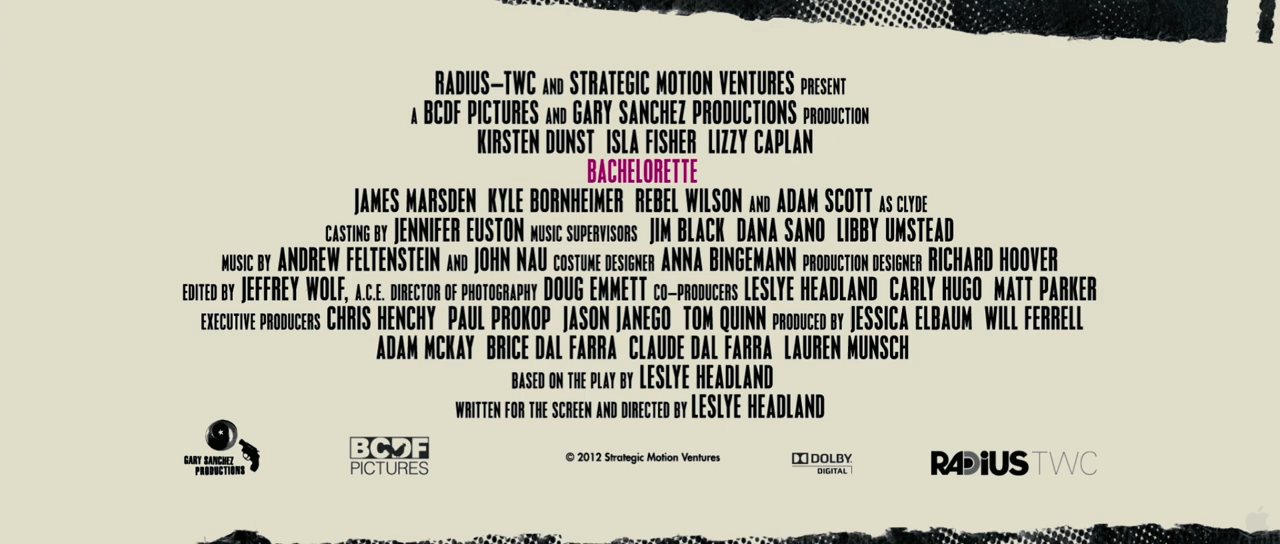 RADIUS-TWC AND STRATEGIC MOTION VENTURES PRESENT
A BCDF PICTURES AND GARY SANCHEZ PRODUCTIONS PRODUCTION
KIRSTEN DUNST ISLA FISHER LIZZY CAPLAN
BACHELORETTE
JAMES MARSDEN KYLE BORNHEIMER REBEL WILSON AND ADAM SCOTT AS CLYDE
CASTING BY JENNIFER EUSTON MUSIC SUPERVISORS JIM BLACK DANA SANO LIBBY UMSTEAD
MUSIC BY ANDREW FELTENSTEIN AND JOHN NAU COSTUME DESIGNER ANNA BINGEMANN PRODUCTION DESIGNER RICHARD HOOVER
EDITED BY JEFFREY WOLF, A.C.E. DIRECTOR OF PHOTOGRAPHY DOUG EMMETT CO-PRODUCERS LESLYE HEADLAND CARLY HUGO MATT PARKER
EXECUTIVE PRODUCERS CHRIS HENCHY PAUL PROKOP JASON JANEGO TOM QUINN PRODUCED BY JESSICA ELBAUM WILL FERRELL
ADAM MCKAY BRICE DAL FARRA CLAUDE DAL FARRA LAUREN MUNSCH
BASED ON THE PLAY BY LESLYE HEADLAND
WRITTEN FOR THE SCREEN AND DIRECTED BY LESLYE HEADLAND
GARY SANCHEZ
PRODUCTIONS
BCDF
PICTURES
© 2012 Strategic Motion Ventures
DOLBY
DIGITAL
RADiUS TWC